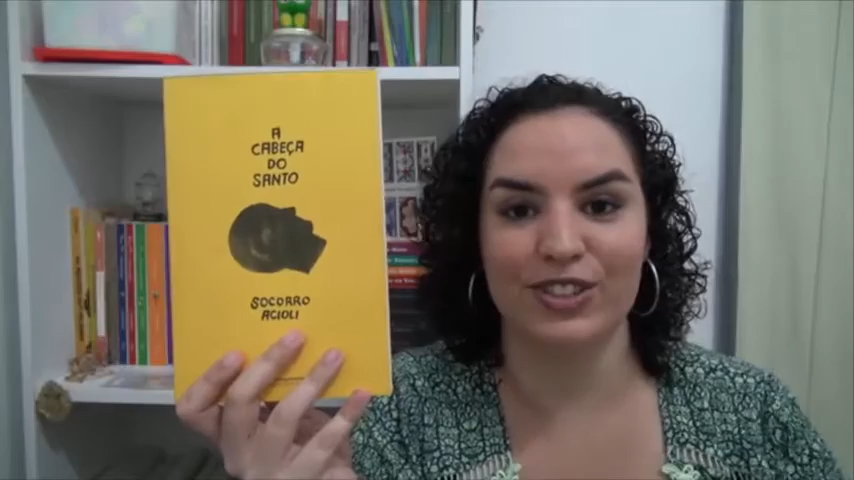 A
CABEÇA
DO
SANTO
SOCORRO
ACIOLI